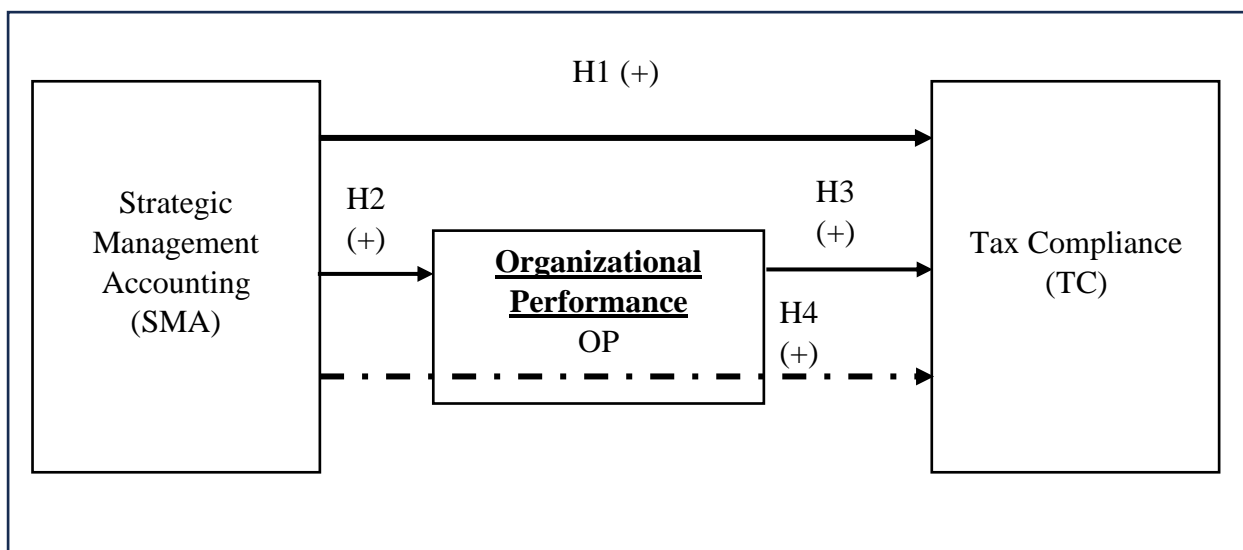 H1 (+)
Strategic
Management
Accounting
(SMA)
H2
(+)
Organizational
Performance
OP
H3
(+)
H4
(+)
Tax Compliance
(TC)